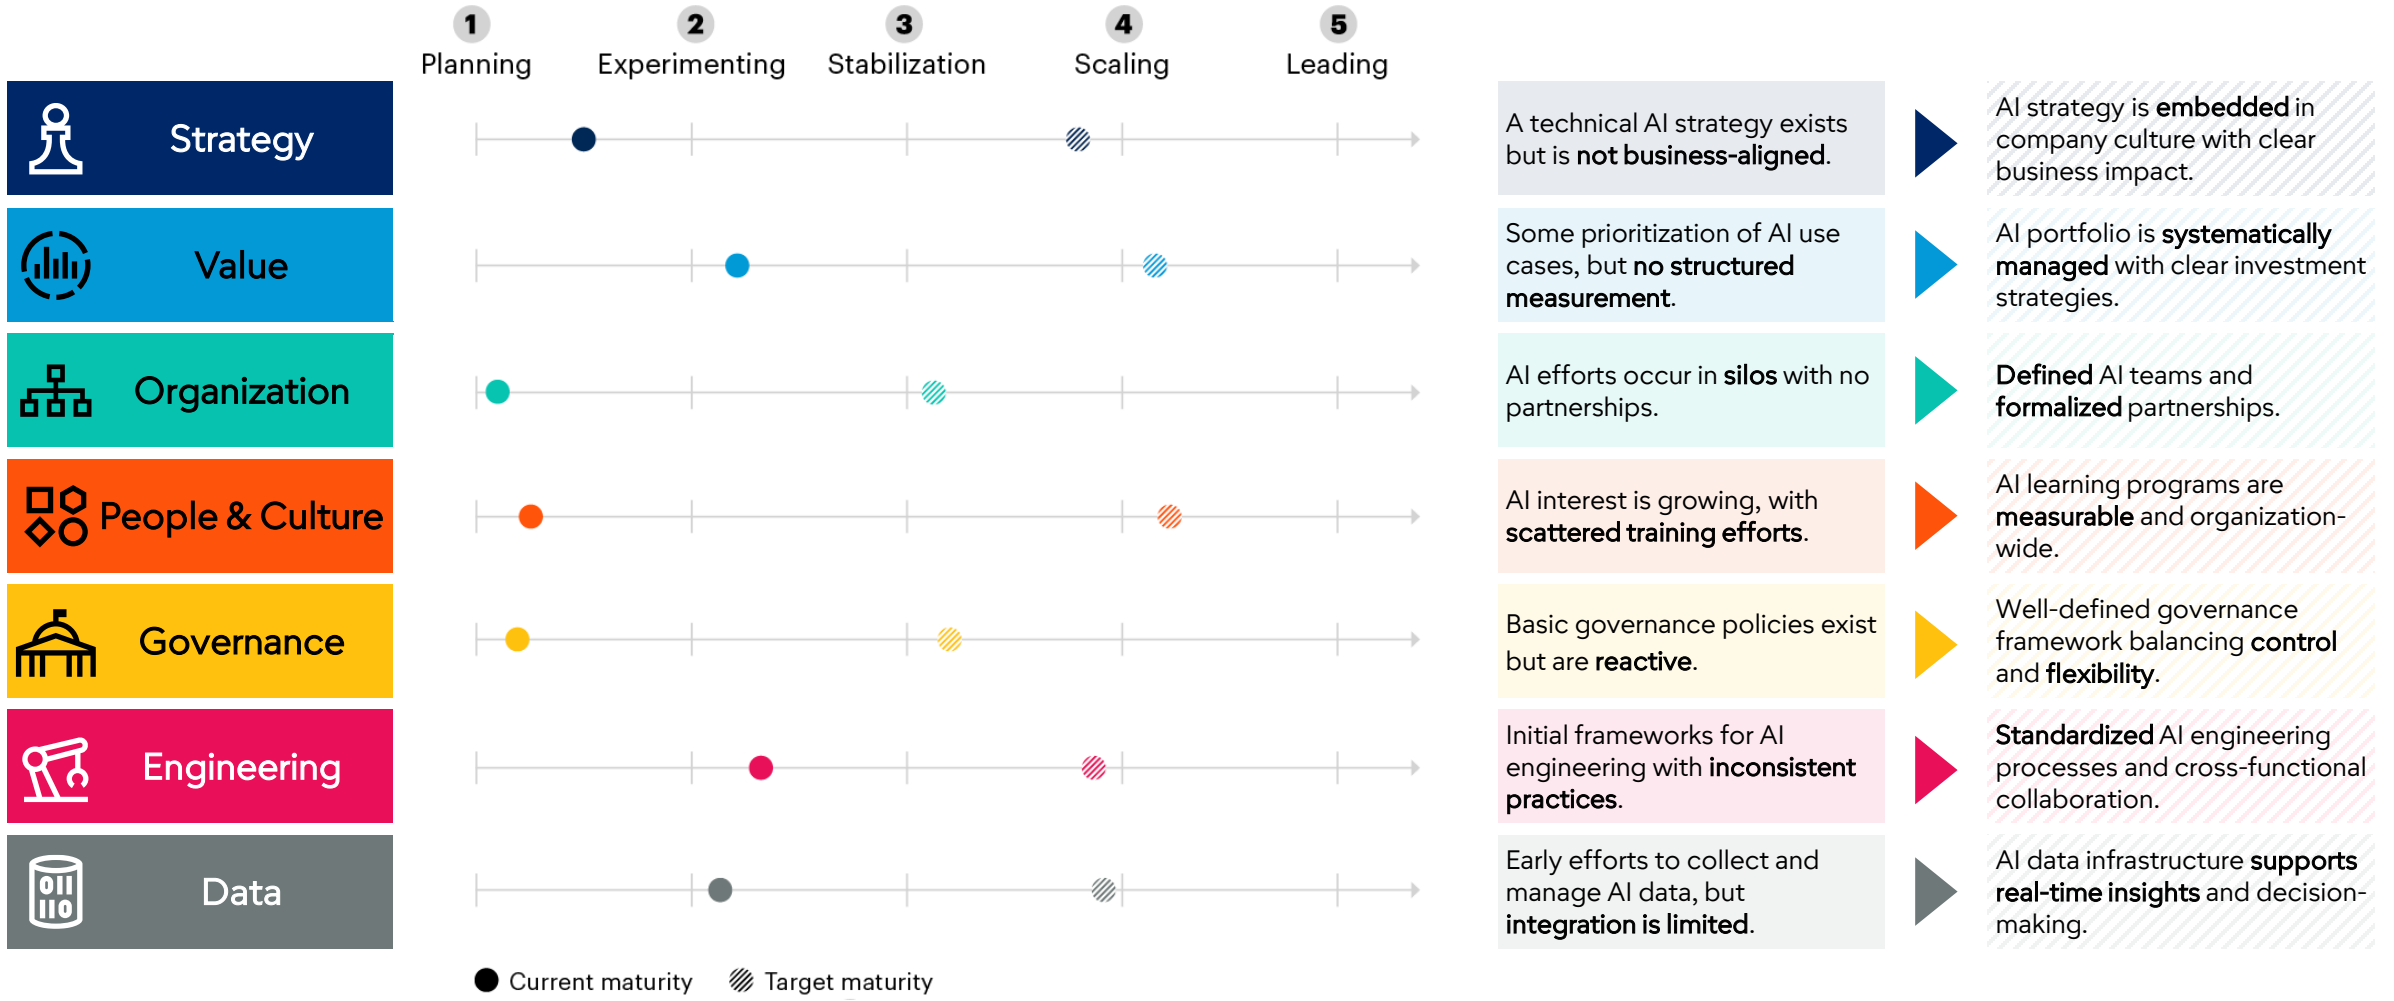 1
2
3
4
5
Planning
Experimenting
Stabilization
Scaling
Leading
Strategy
A technical AI strategy exists
but is not business-aligned.
AI strategy is embedded in
company culture with clear
business impact.
Value
Some prioritization of AI use
cases, but no structured
measurement.
AI portfolio is systematically
managed with clear investment
strategies.
Organization
AI efforts occur in silos with no
partnerships.
Defined AI teams and
formalized partnerships.
People & Culture
AI interest is growing, with
scattered training efforts.
AI learning programs are
measurable and organization-
wide.
Governance
Basic governance policies exist
but are reactive.
Well-defined governance
framework balancing control
and flexibility.
Engineering
Initial frameworks for AI
engineering with inconsistent
practices.
Standardized AI engineering
processes and cross-functional
collaboration.
011
110
Data
Early efforts to collect and
manage AI data, but
integration is limited.
AI data infrastructure supports
real-time insights and decision-
making.
Current maturity
Target maturity